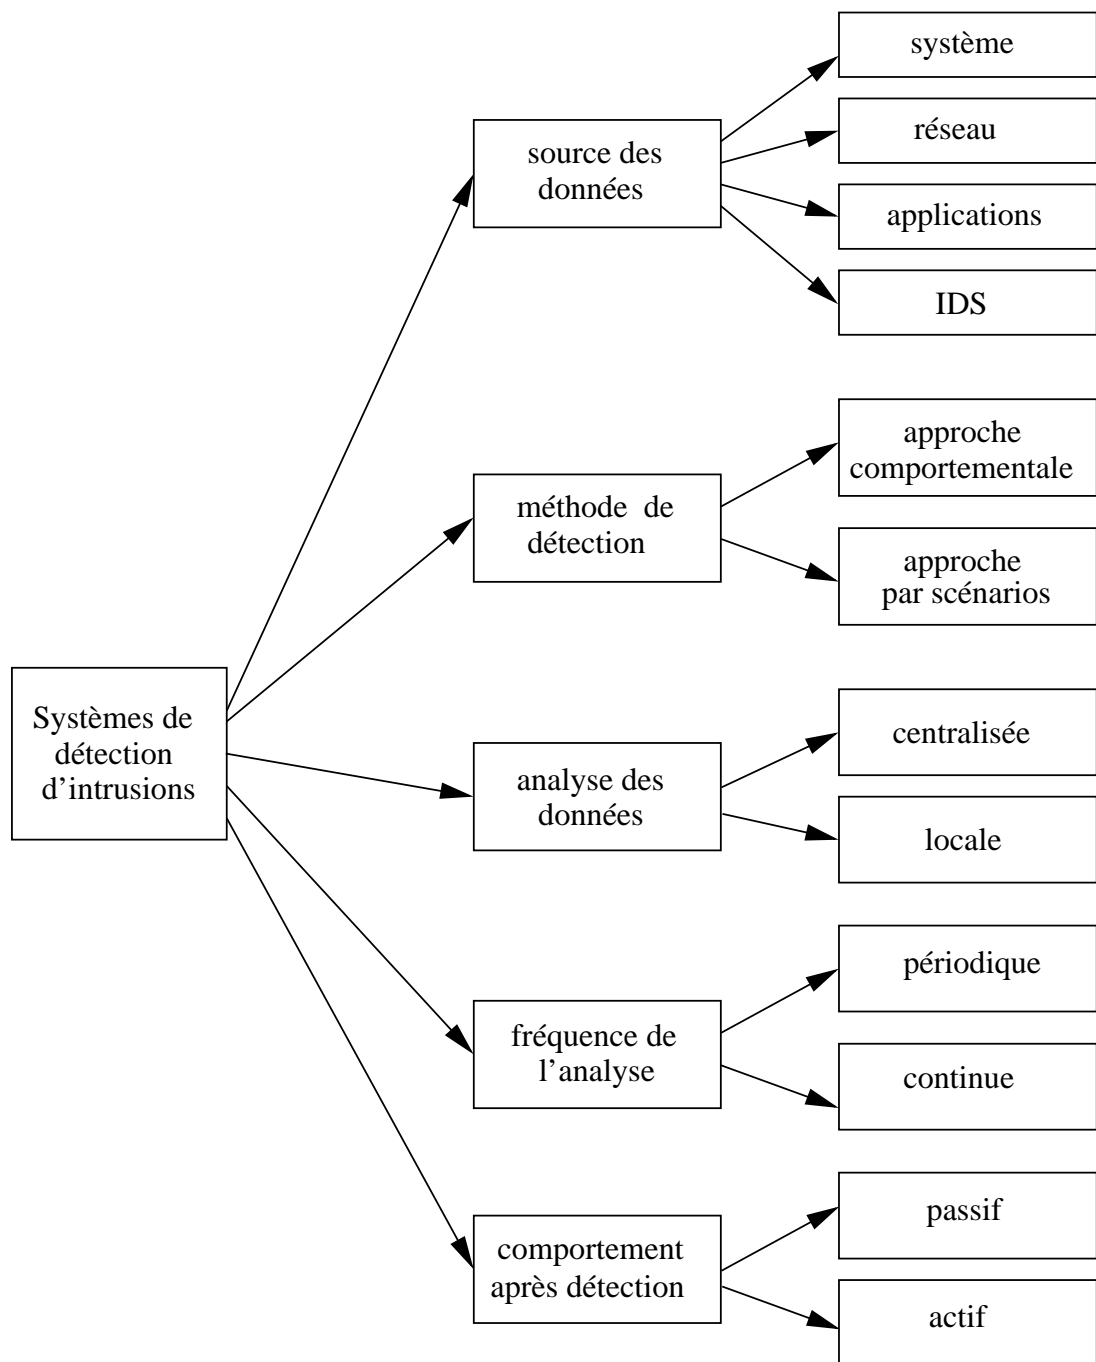 Systèmes de
détection
d'intrusions
source des
données
système
réseau
applications
IDS
méthode de
détection
approche
comportementale
approche
par scénarios
analyse des
données
centralisée
locale
fréquence de
l'analyse
périodique
continue
comportement
après détection
passif
actif